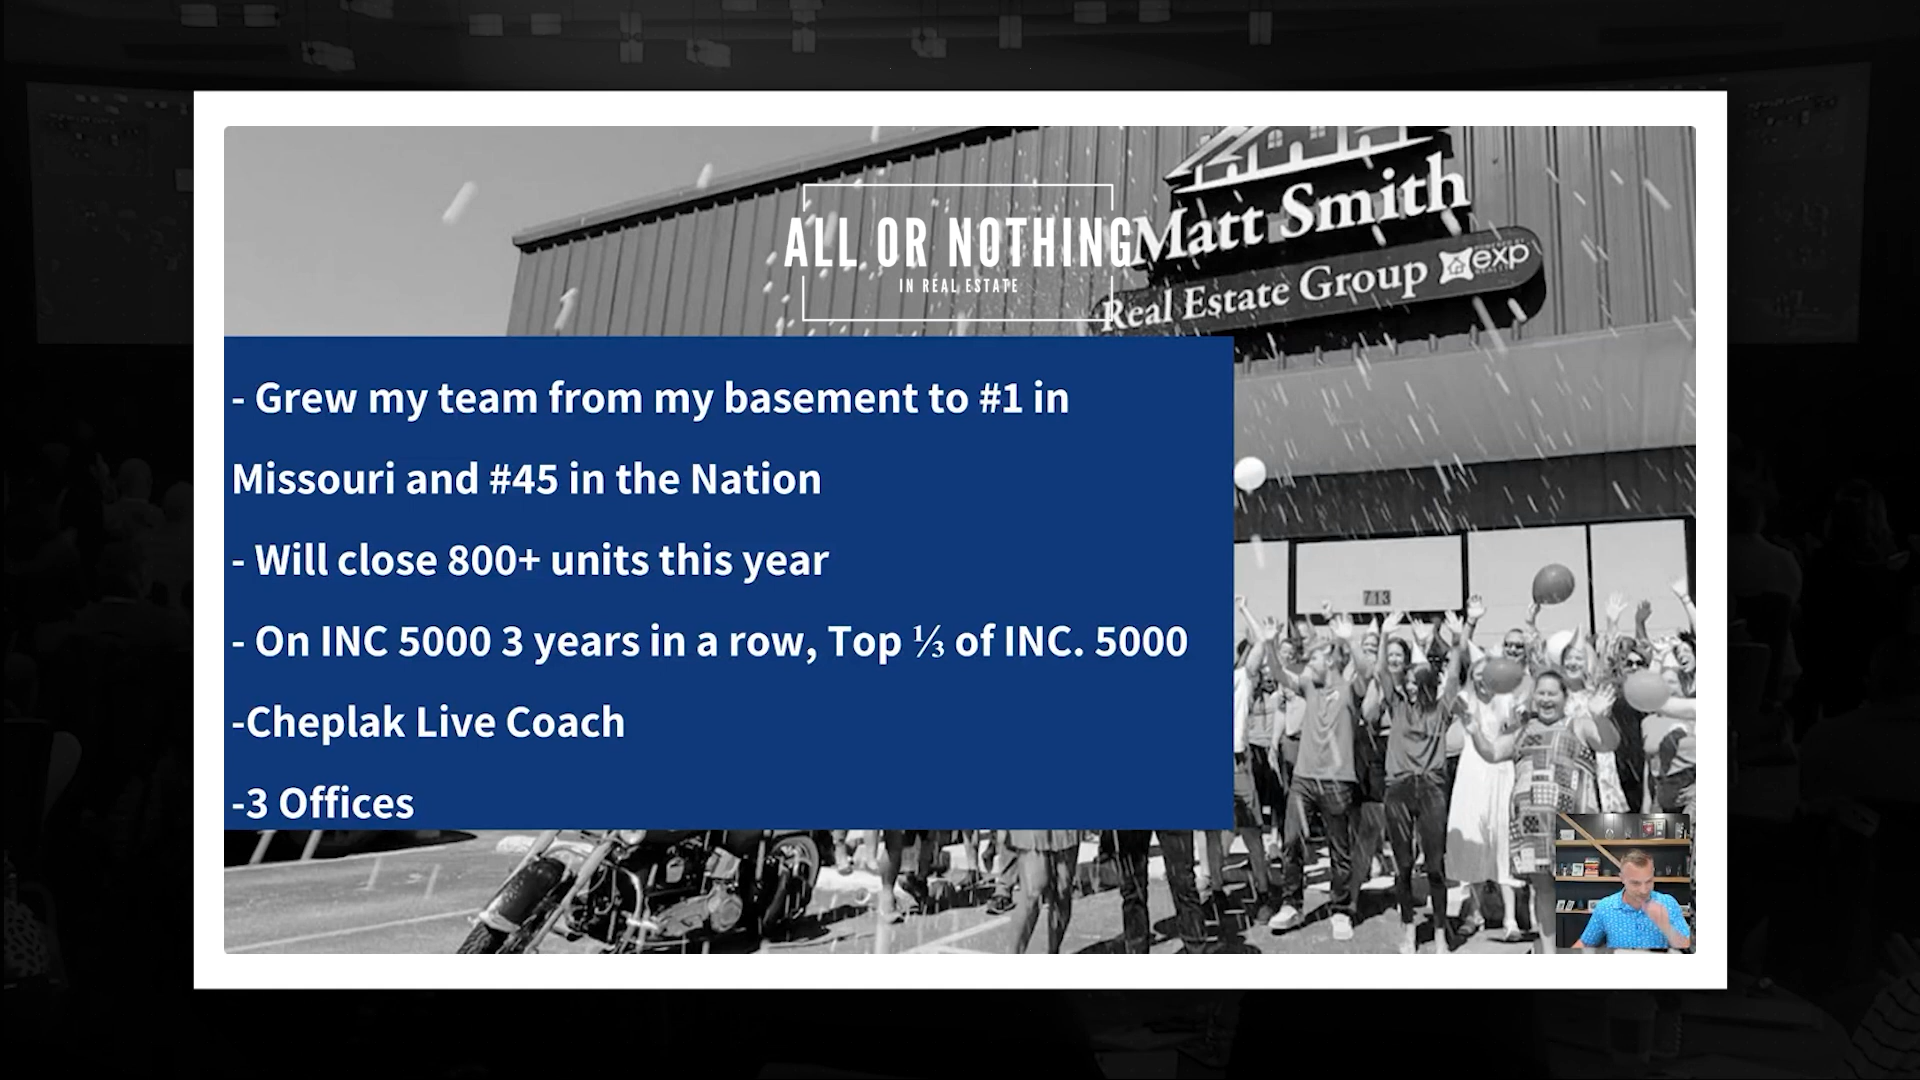 ALL OR NOTHING
IN REAL ESTATE
Matt Smith
Real Estate Group exp
- Grew my team from my basement to #1 in
Missouri and #45 in the Nation
- Will close 800+ units this year
- On INC 5000 3 years in a row, Top ⅓ of INC. 5000
-Cheplak Live Coach
-3 Offices
713